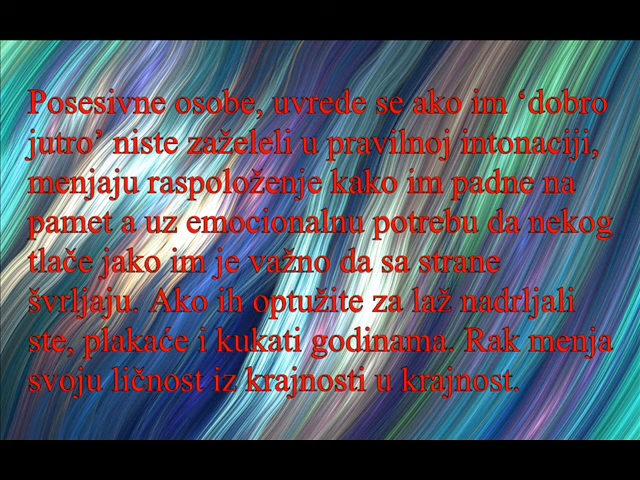 Posesivne osobe, uvrede se ako im ‘dobro
jutro’ niste zaželeli u pravilnoj intonaciji,
menjaju raspoloženje kako im padne na
pamet a uz emocionalnu potrebu da nekog
tlače jako im je važno da sa strane
švrljaju. Ako ih optužite za laž nadrljali
ste, plakaće i kukati godinama. Rak menja
svoju ličnost iz krajnosti u krajnost.